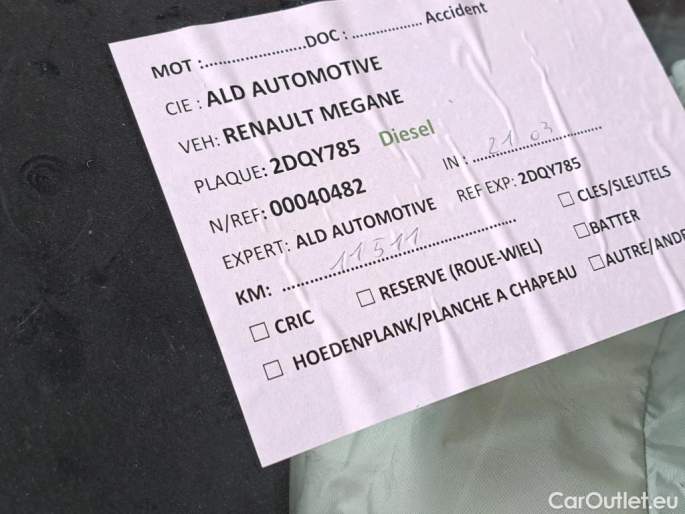 MOT :......................DOC : ................ Accident
CIE : ALD AUTOMOTIVE
VEH: RENAULT MEGANE
PLAQUE: 2DQY785 Diesel
N/REF: 00040482 IN : 21 03
EXPERT: ALD AUTOMOTIVE REF EXP: 2DQY785
KM: 11511 ☐ CLES/SLEUTELS
☐ CRIC ☐ RESERVE (ROUE-WIEL) ☐ BATTER
☐ HOEDENPLANK/PLANCHE A CHAPEAU ☐ AUTRE/ANDE
CarOutlet.eu